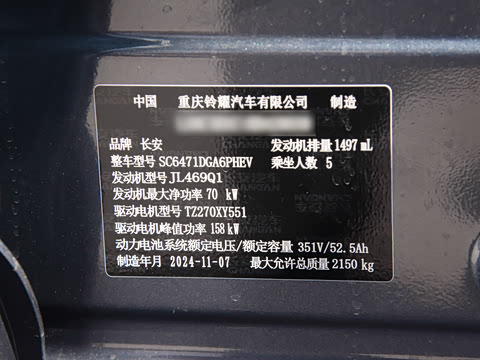 中国 重庆铃耀汽车有限公司 制造
品牌 长安 发动机排量 1497 mL
整车型号 SC6471DGA6PHEV 乘坐人数 5
发动机型号 JL469Q1
发动机最大净功率 70 kW
驱动电机型号 TZ270XY551
驱动电机峰值功率 158 kW
动力电池系统额定电压/额定容量 351V/52.5Ah
制造年月 2024-11-07 最大允许总质量 2150 kg